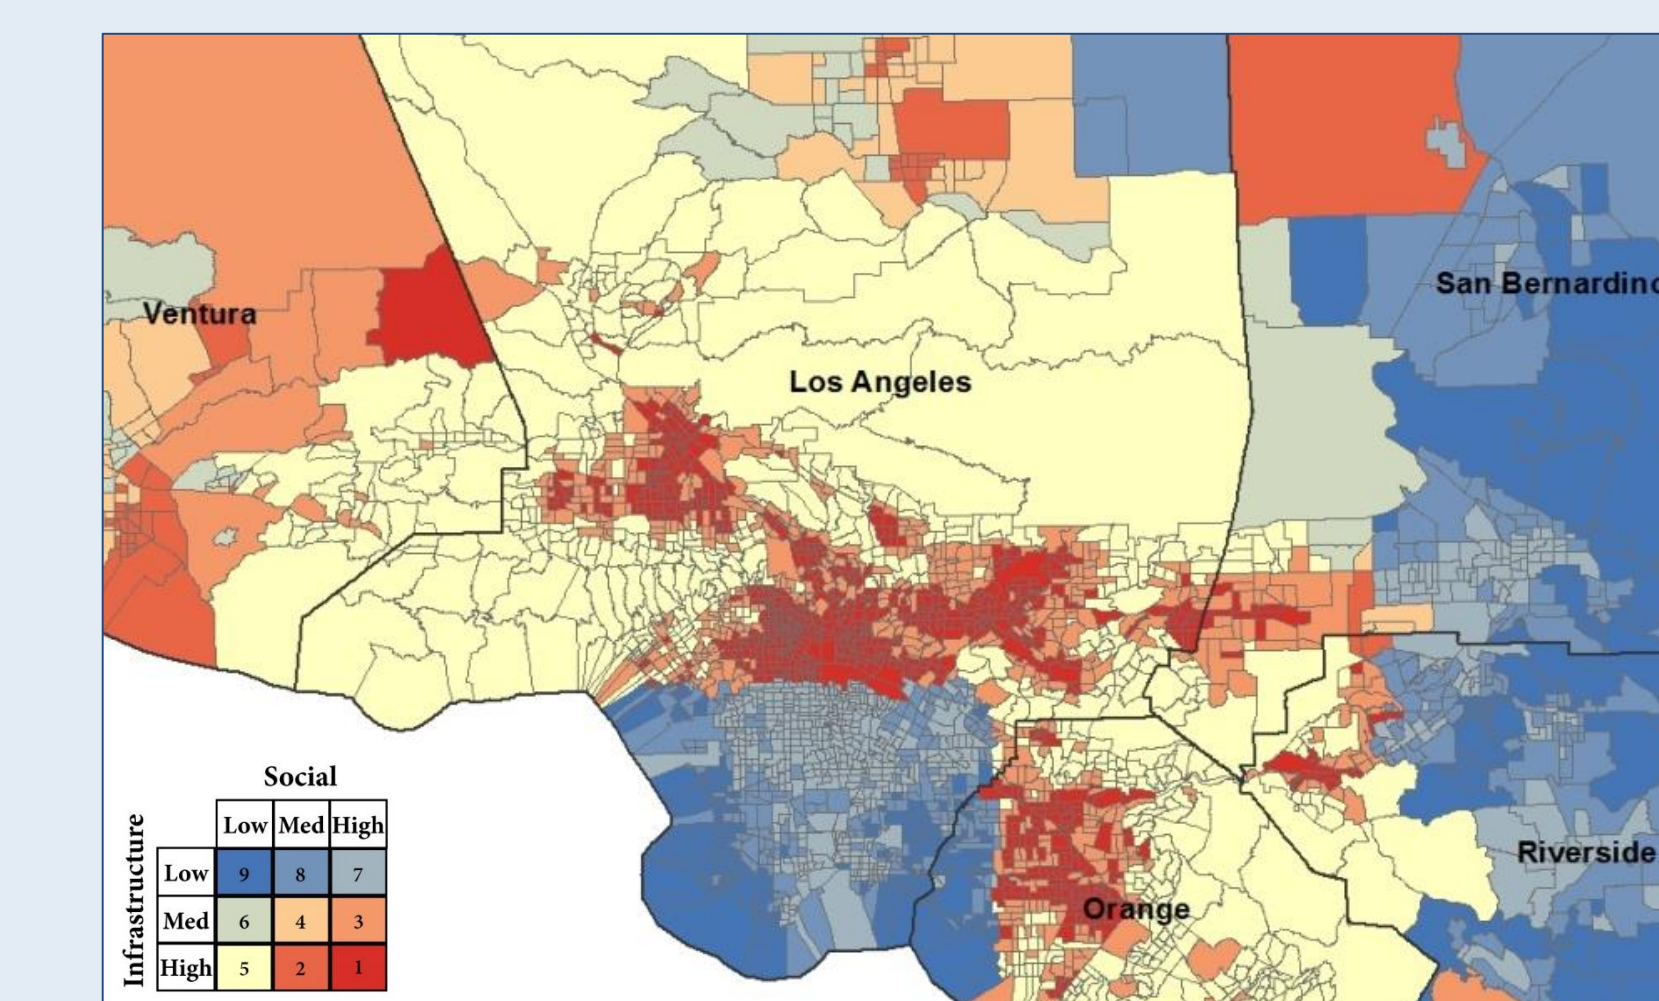 Ventura
San Bernardino
Los Angeles
Orange
Riverside
Social
Infrastructure
Low Med High
Low 9 8 7
Med 6 4 3
High 5 2 1